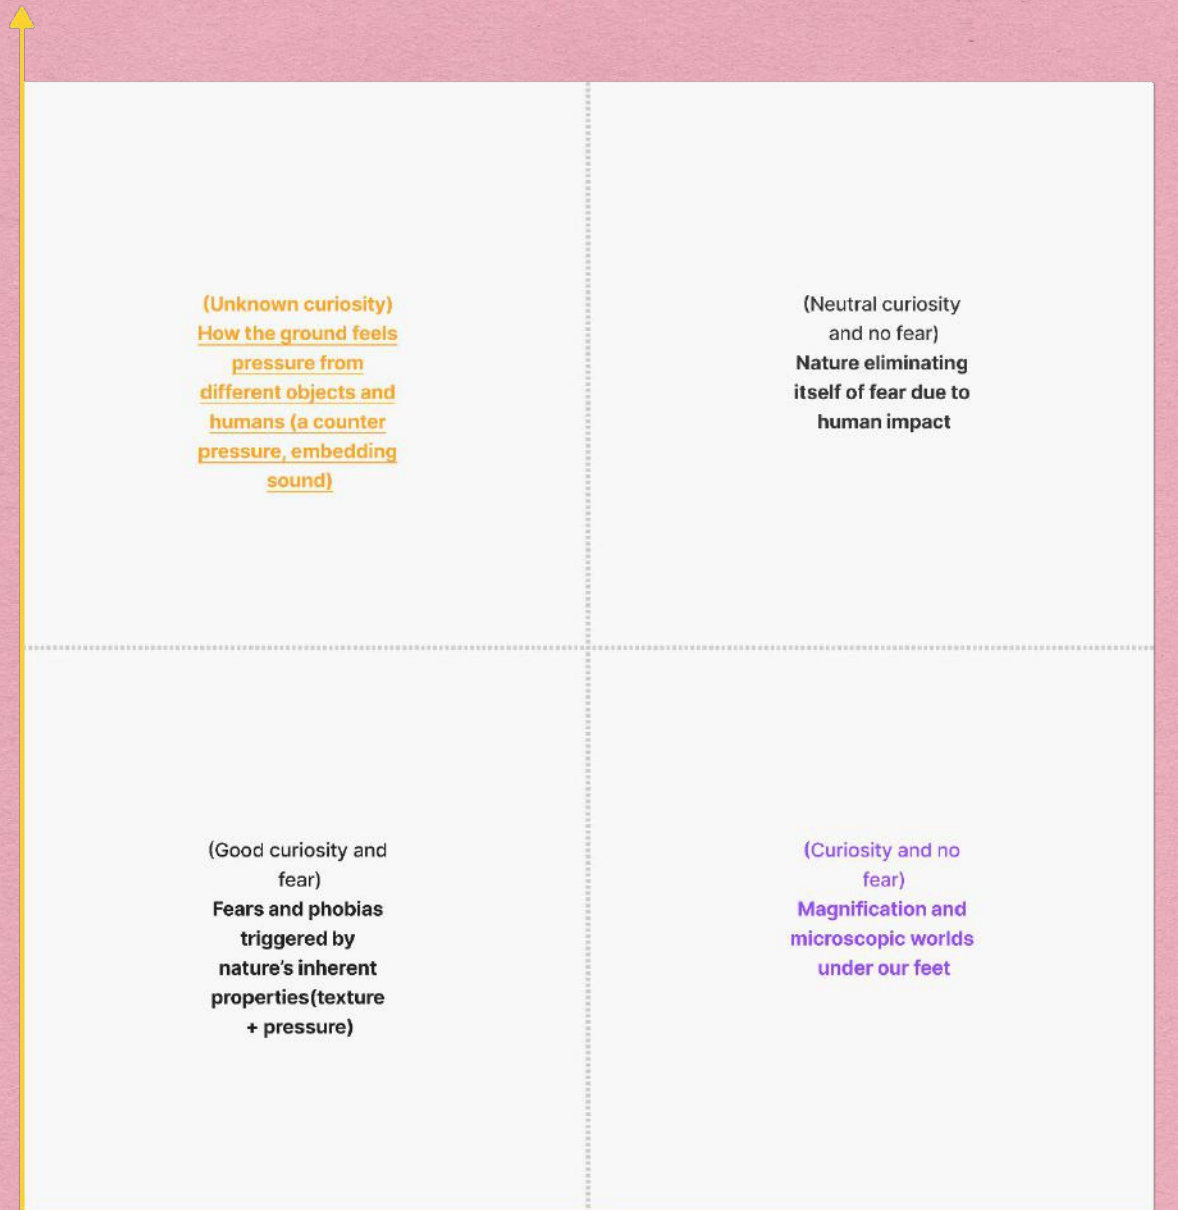 (Unknown curiosity)
How the ground feels
pressure from
different objects and
humans (a counter
pressure, embedding
sound)
(Neutral curiosity
and no fear)
Nature eliminating
itself of fear due to
human impact
(Good curiosity and
fear)
Fears and phobias
triggered by
nature's inherent
properties(texture
+ pressure)
(Curiosity and no
fear)
Magnification and
microscopic worlds
under our feet